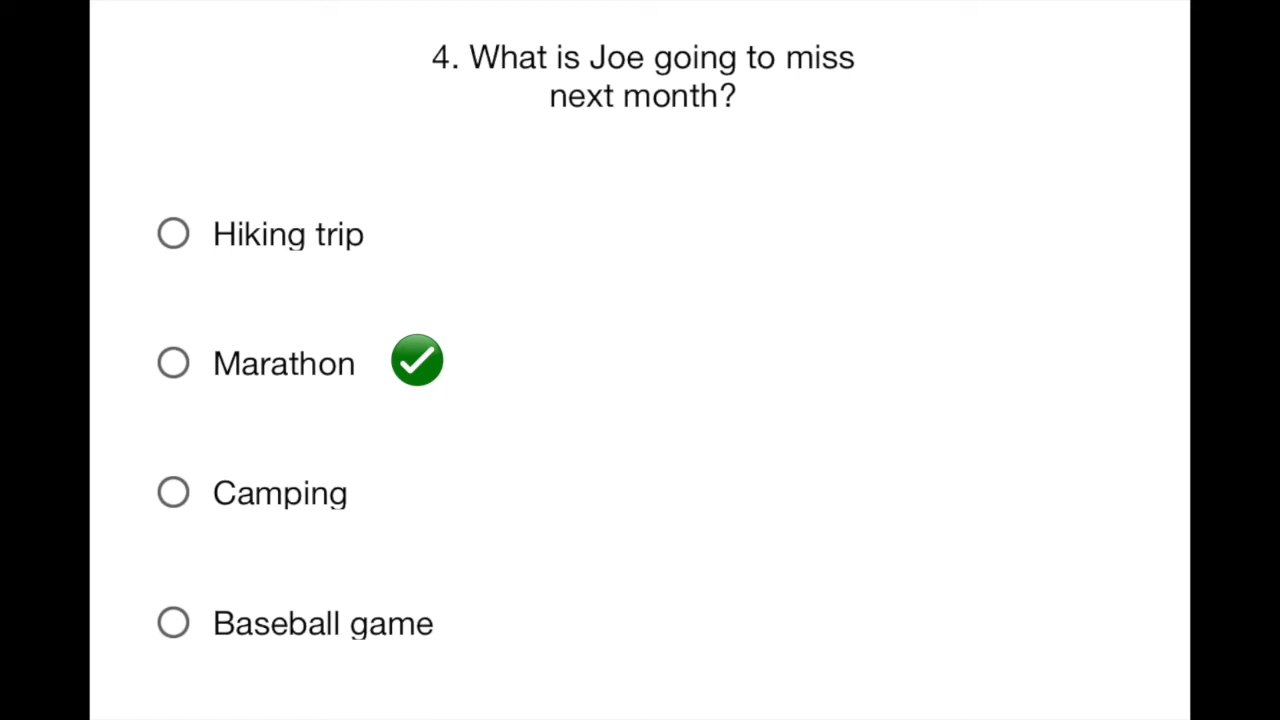 4. What is Joe going to miss
next month?
Hiking trip
Marathon
Camping
Baseball game